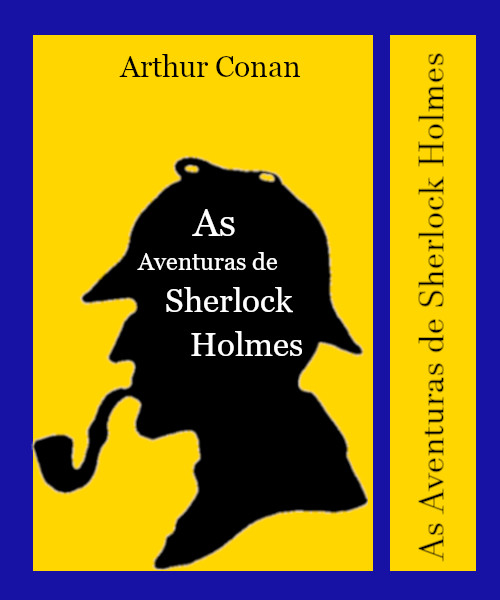 Arthur Conan
As
Aventuras de
Sherlock
Holmes
As Aventuras de Sherlock Holmes